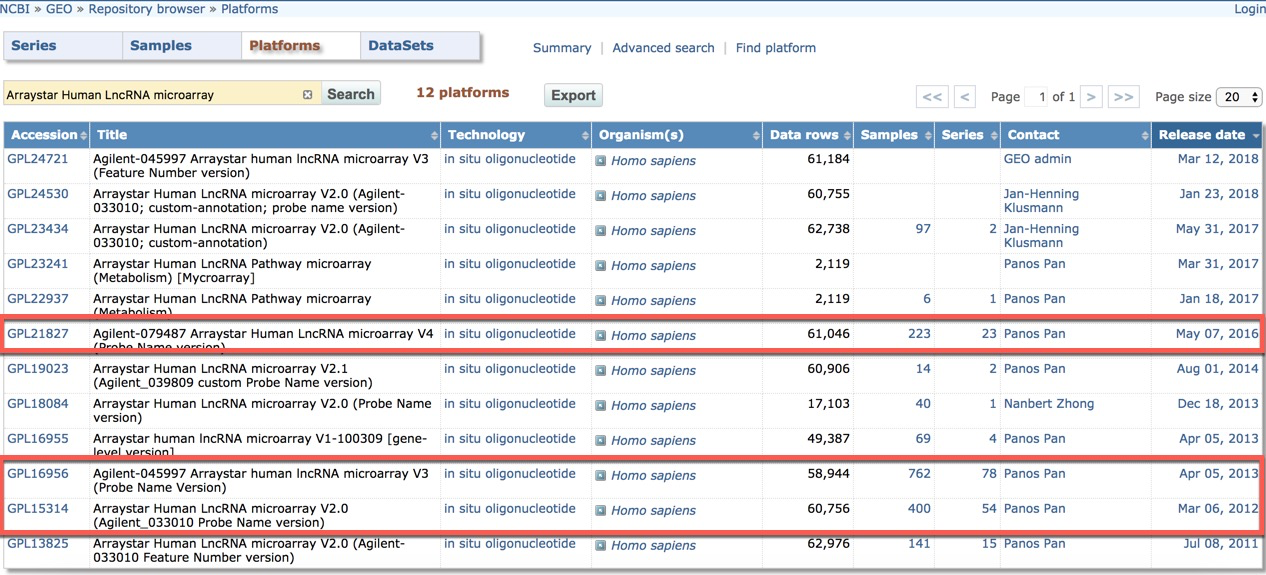 NCBI » GEO » Repository browser » Platforms Login
Series Samples Platforms DataSets Summary | Advanced search | Find platform
Arraystar Human LncRNA microarray Search 12 platforms Export << < Page 1 of 1 > >> Page size 20
Accession Title Technology Organism(s) Data rows Samples Series Contact Release date
GPL24721 Agilent-045997 Arraystar human lncRNA microarray V3 in situ oligonucleotide Homo sapiens 61,184 GEO admin Mar 12, 2018
(Feature Number version)
GPL24530 Arraystar Human LncRNA microarray V2.0 (Agilent- in situ oligonucleotide Homo sapiens 60,755 Jan-Henning Jan 23, 2018
033010; custom-annotation; probe name version) Klusmann
GPL23434 Arraystar Human LncRNA microarray V2.0 (Agilent- in situ oligonucleotide Homo sapiens 62,738 97 2 Jan-Henning May 31, 2017
033010; custom-annotation) Klusmann
GPL23241 Arraystar Human LncRNA Pathway microarray in situ oligonucleotide Homo sapiens 2,119 Panos Pan Mar 31, 2017
(Metabolism) [Mycroarray]
GPL22937 Arraystar Human LncRNA Pathway microarray in situ oligonucleotide Homo sapiens 2,119 6 1 Panos Pan Jan 18, 2017
(Metabolism)
GPL21827 Agilent-079487 Arraystar Human LncRNA microarray V4 in situ oligonucleotide Homo sapiens 61,046 223 23 Panos Pan May 07, 2016
(Probe Name version)
GPL19023 Arraystar Human LncRNA microarray V2.1 in situ oligonucleotide Homo sapiens 60,906 14 2 Panos Pan Aug 01, 2014
(Agilent_039809 custom Probe Name version)
GPL18084 Arraystar Human LncRNA microarray V2.0 (Probe Name in situ oligonucleotide Homo sapiens 17,103 40 1 Nanbert Zhong Dec 18, 2013
version)
GPL16955 Arraystar human lncRNA microarray V1-100309 [gene- in situ oligonucleotide Homo sapiens 49,387 69 4 Panos Pan Apr 05, 2013
level version]
GPL16956 Agilent-045997 Arraystar human lncRNA microarray V3 in situ oligonucleotide Homo sapiens 58,944 762 78 Panos Pan Apr 05, 2013
(Probe Name Version)
GPL15314 Arraystar Human LncRNA microarray V2.0 in situ oligonucleotide Homo sapiens 60,756 400 54 Panos Pan Mar 06, 2012
(Agilent_033010 Probe Name version)
GPL13825 Arraystar Human LncRNA microarray V2.0 (Agilent- in situ oligonucleotide Homo sapiens 62,976 141 15 Panos Pan Jul 08, 2011
033010 Feature Number version)